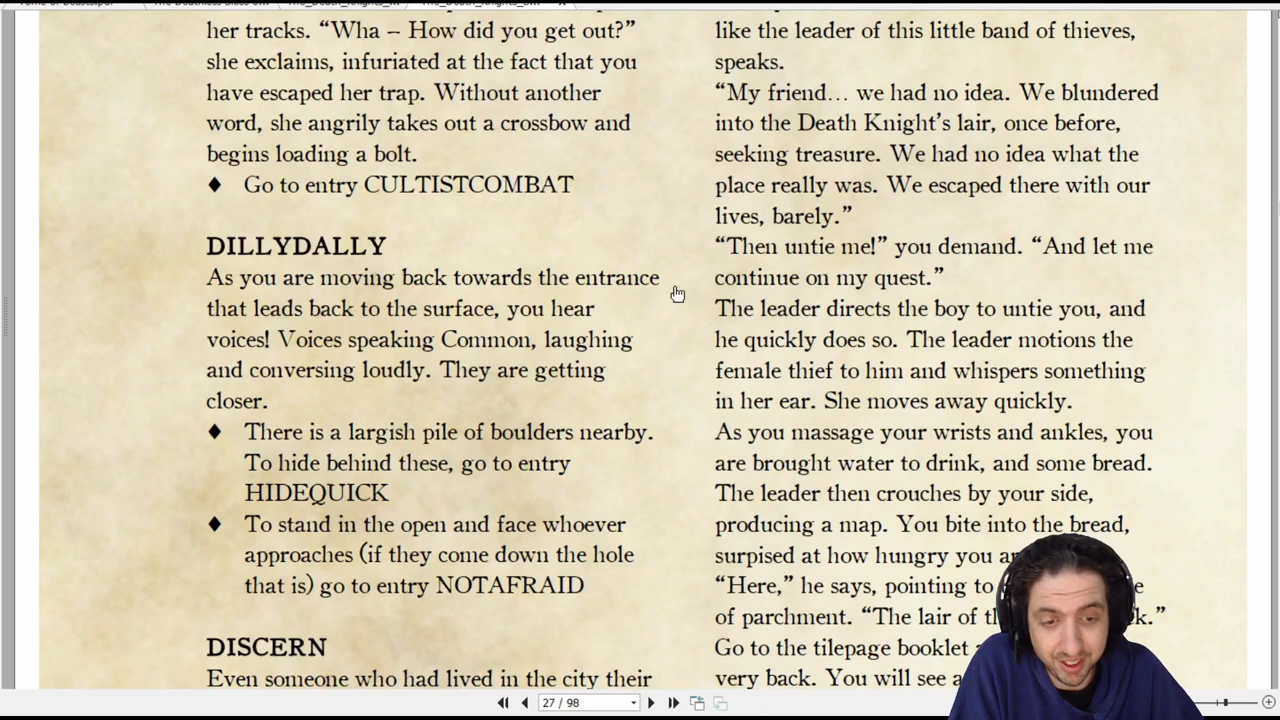 her tracks. “Wha – How did you get out?”
she exclaims, infuriated at the fact that you
have escaped her trap. Without another
word, she angrily takes out a crossbow and
begins loading a bolt.
♦ Go to entry CULTISTCOMBAT
DILLYDALLY
As you are moving back towards the entrance
that leads back to the surface, you hear
voices! Voices speaking Common, laughing
and conversing loudly. They are getting
closer.
♦ There is a largish pile of boulders nearby.
To hide behind these, go to entry
HIDEQUICK
♦ To stand in the open and face whoever
approaches (if they come down the hole
that is) go to entry NOTAFRAID
DISCERN
Even someone who had lived in the city their
like the leader of this little band of thieves,
speaks.
“My friend… we had no idea. We blundered
into the Death Knight’s lair, once before,
seeking treasure. We had no idea what the
place really was. We escaped there with our
lives, barely.”
“Then untie me!” you demand. “And let me
continue on my quest.”
The leader directs the boy to untie you, and
he quickly does so. The leader motions the
female thief to him and whispers something
in her ear. She moves away quickly.
As you massage your wrists and ankles, you
are brought water to drink, and some bread.
The leader then crouches by your side,
producing a map. You bite into the bread,
surpised at how hungry you
“Here,” he says, pointing to
of parchment. “The lair of
Go to the tilepage booklet
very back. You will see
27 / 98